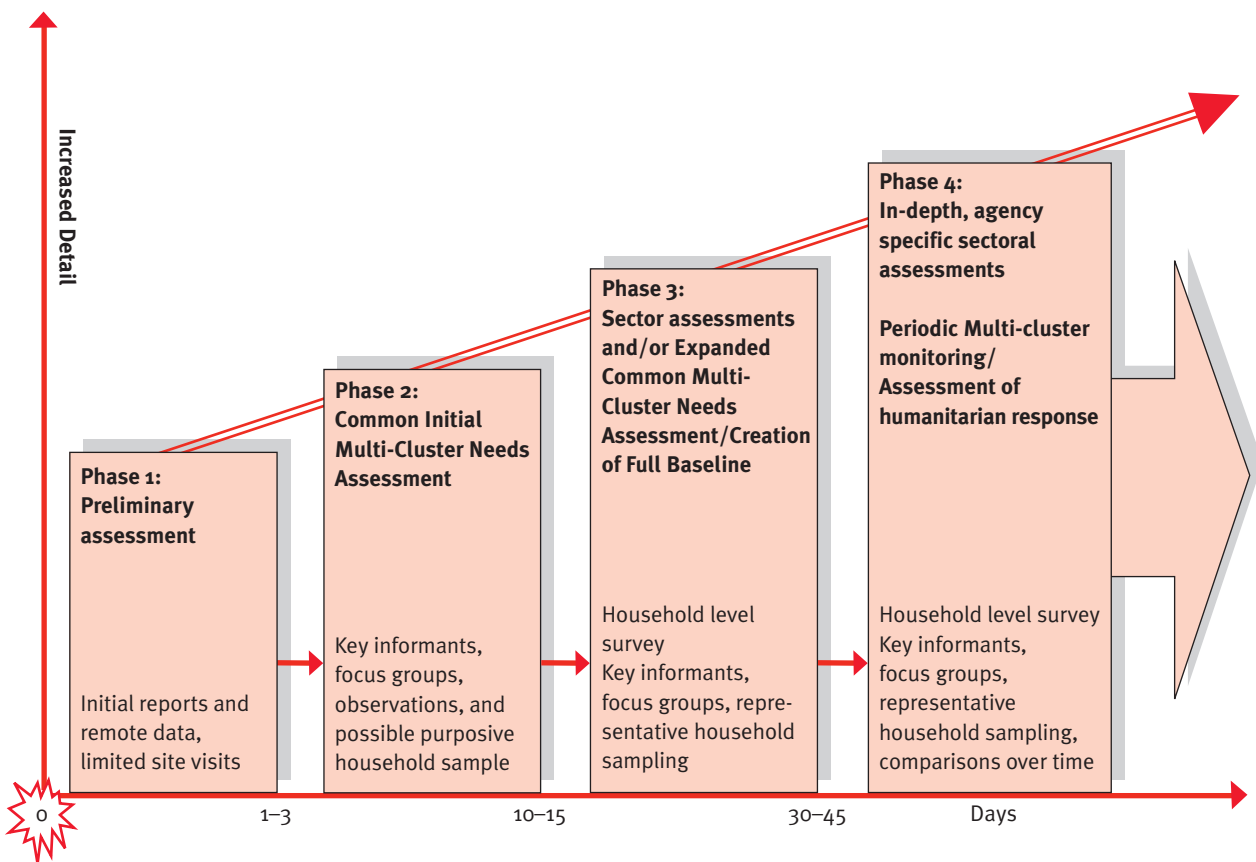 Increased Detail
Phase 1:
Preliminary
assessment
Initial reports and
remote data,
limited site visits
Phase 2:
Common Initial
Multi-Cluster Needs
Assessment
Key informants,
focus groups,
observations, and
possible purposive
household sample
Phase 3:
Sector assessments
and/or Expanded
Common Multi-
Cluster Needs
Assessment/Creation
of Full Baseline
Household level
survey
Key informants,
focus groups, repre-
sentative household
sampling
Phase 4:
In-depth, agency
specific sectoral
assessments
Periodic Multi-cluster
monitoring/
Assessment of
humanitarian response
Household level survey
Key informants,
focus groups,
representative
household sampling,
comparisons over time
0
1–3
10–15
30–45
Days